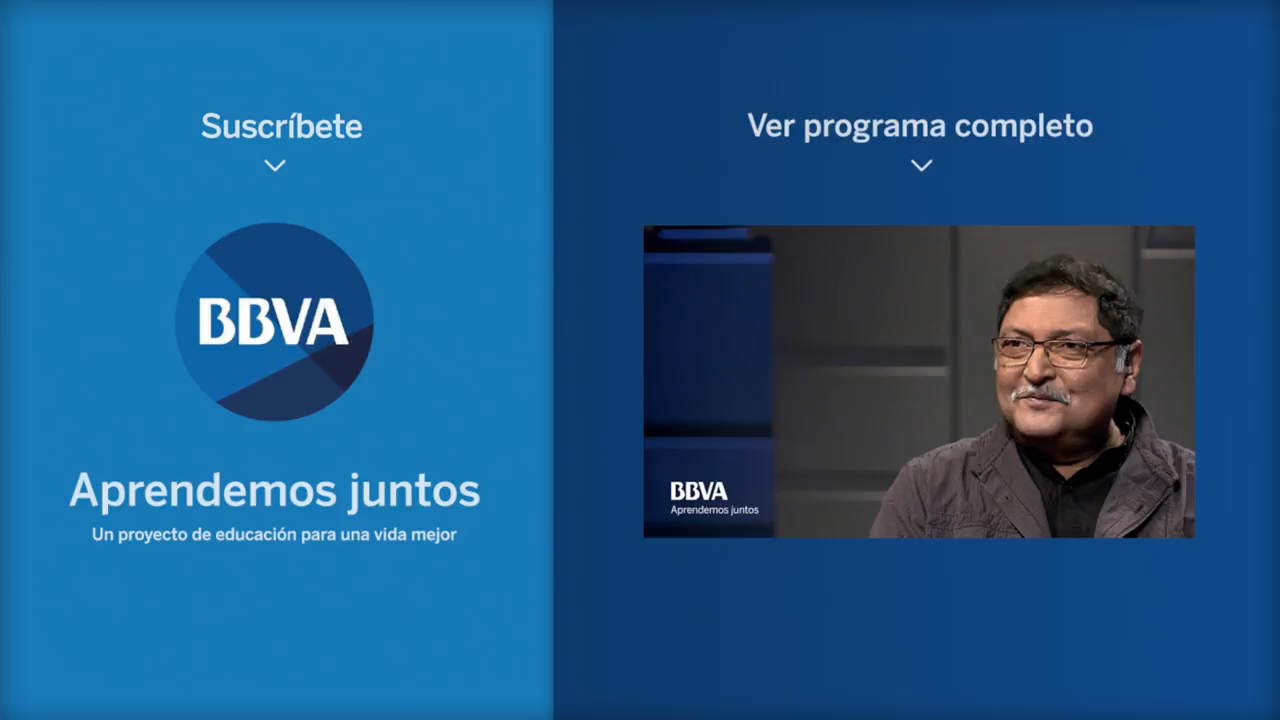 Suscríbete
BBVA
Aprendemos juntos
Un proyecto de educación para una vida mejor
Ver programa completo
BBVA
Aprendemos juntos